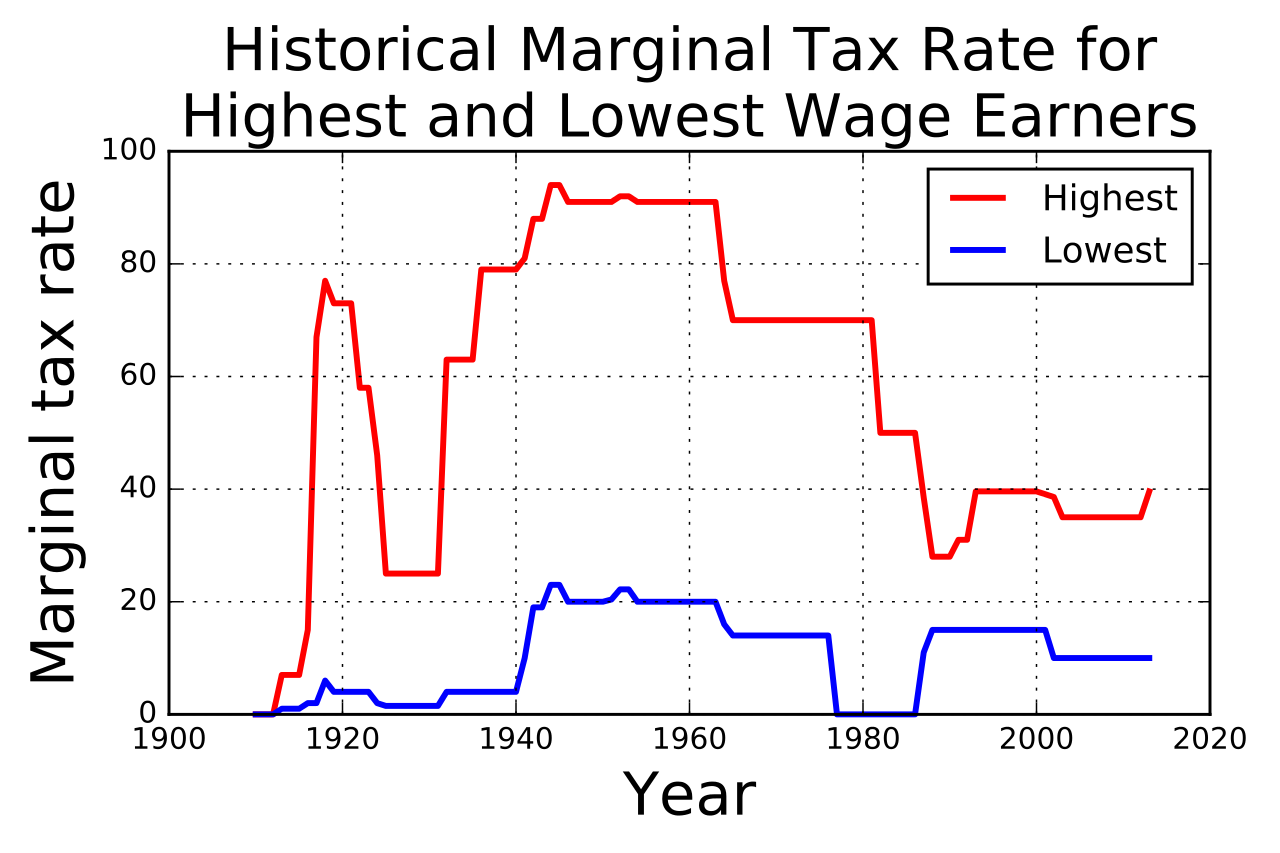 Historical Marginal Tax Rate for
Highest and Lowest Wage Earners
100
80
60
40
20
0
Marginal tax rate
Highest
Lowest
1900 1920 1940 1960 1980 2000 2020
Year